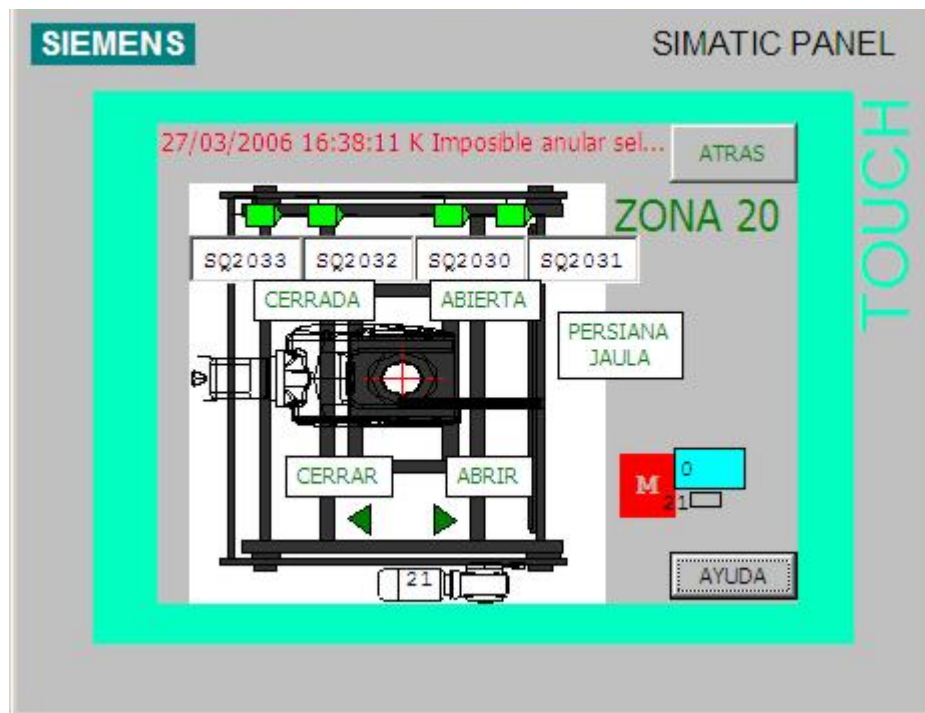 SIEMENS
SIMATIC PANEL
TOUCH
27/03/2006 16:38:11 K Imposible anular sel...
ATRAS
ZONA 20
SQ2033 SQ2032 SQ2030 SQ2031
CERRADA ABIERTA
PERSIANA
JAULA
CERRAR ABRIR
M
0
21
21
AYUDA